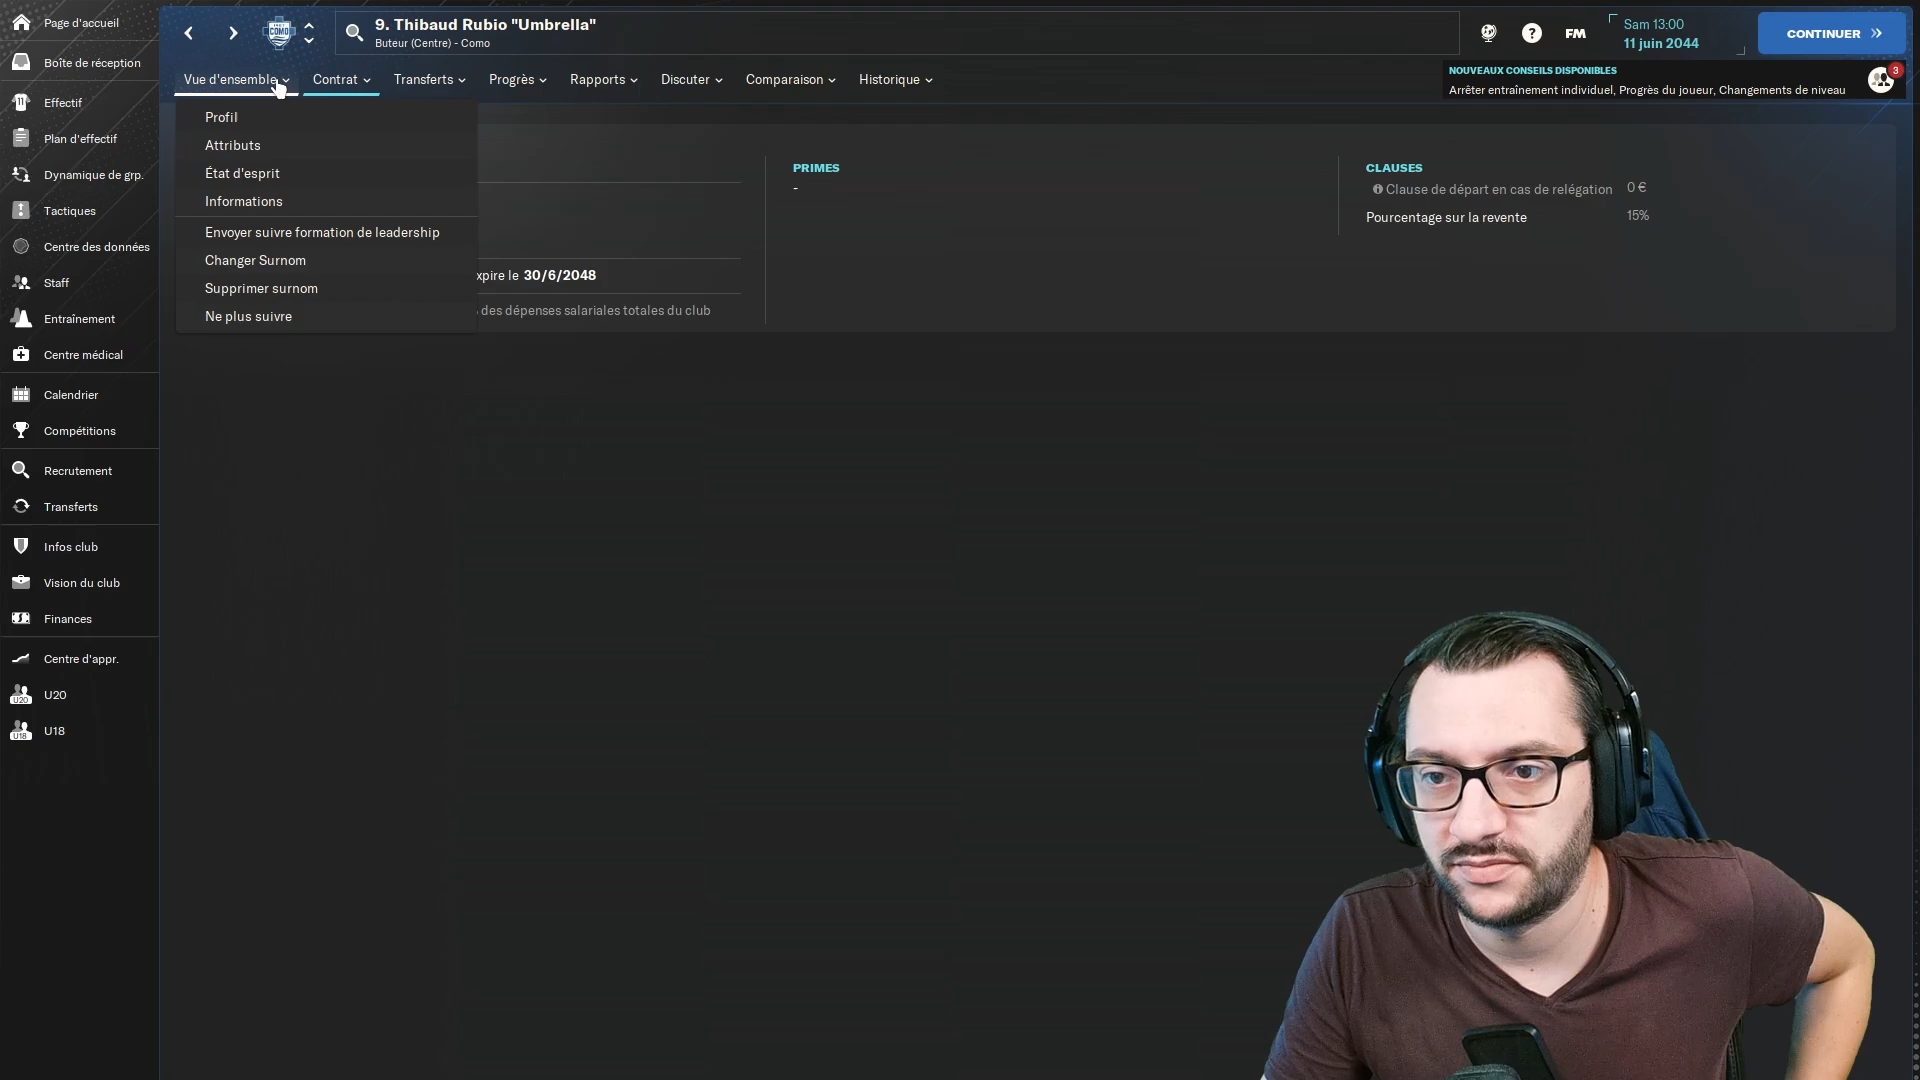 Page d'accueil
Boîte de réception
Effectif
Plan d'effectif
Dynamique de grp.
Tactiques
Centre des données
Staff
Entraînement
Centre médical
Calendrier
Compétitions
Recrutement
Transferts
Infos club
Vision du club
Finances
Centre d'appr.
U20
U18
9. Thibaud Rubio "Umbrella"
Buteur (Centre) - Como
FM
Sam 13:00
11 juin 2044
CONTINUER
Vue d'ensemble
Contrat
Transferts
Progrès
Rapports
Discuter
Comparaison
Historique
NOUVEAUX CONSEILS DISPONIBLES
3
Arrêter entraînement individuel, Progrès du joueur, Changements de niveau
Profil
Attributs
État d'esprit
Informations
Envoyer suivre formation de leadership
Changer Surnom
Supprimer surnom
Ne plus suivre
xpire le 30/6/2048
des dépenses salariales totales du club
PRIMES
-
CLAUSES
Clause de départ en cas de relégation 0 €
Pourcentage sur la revente 15%